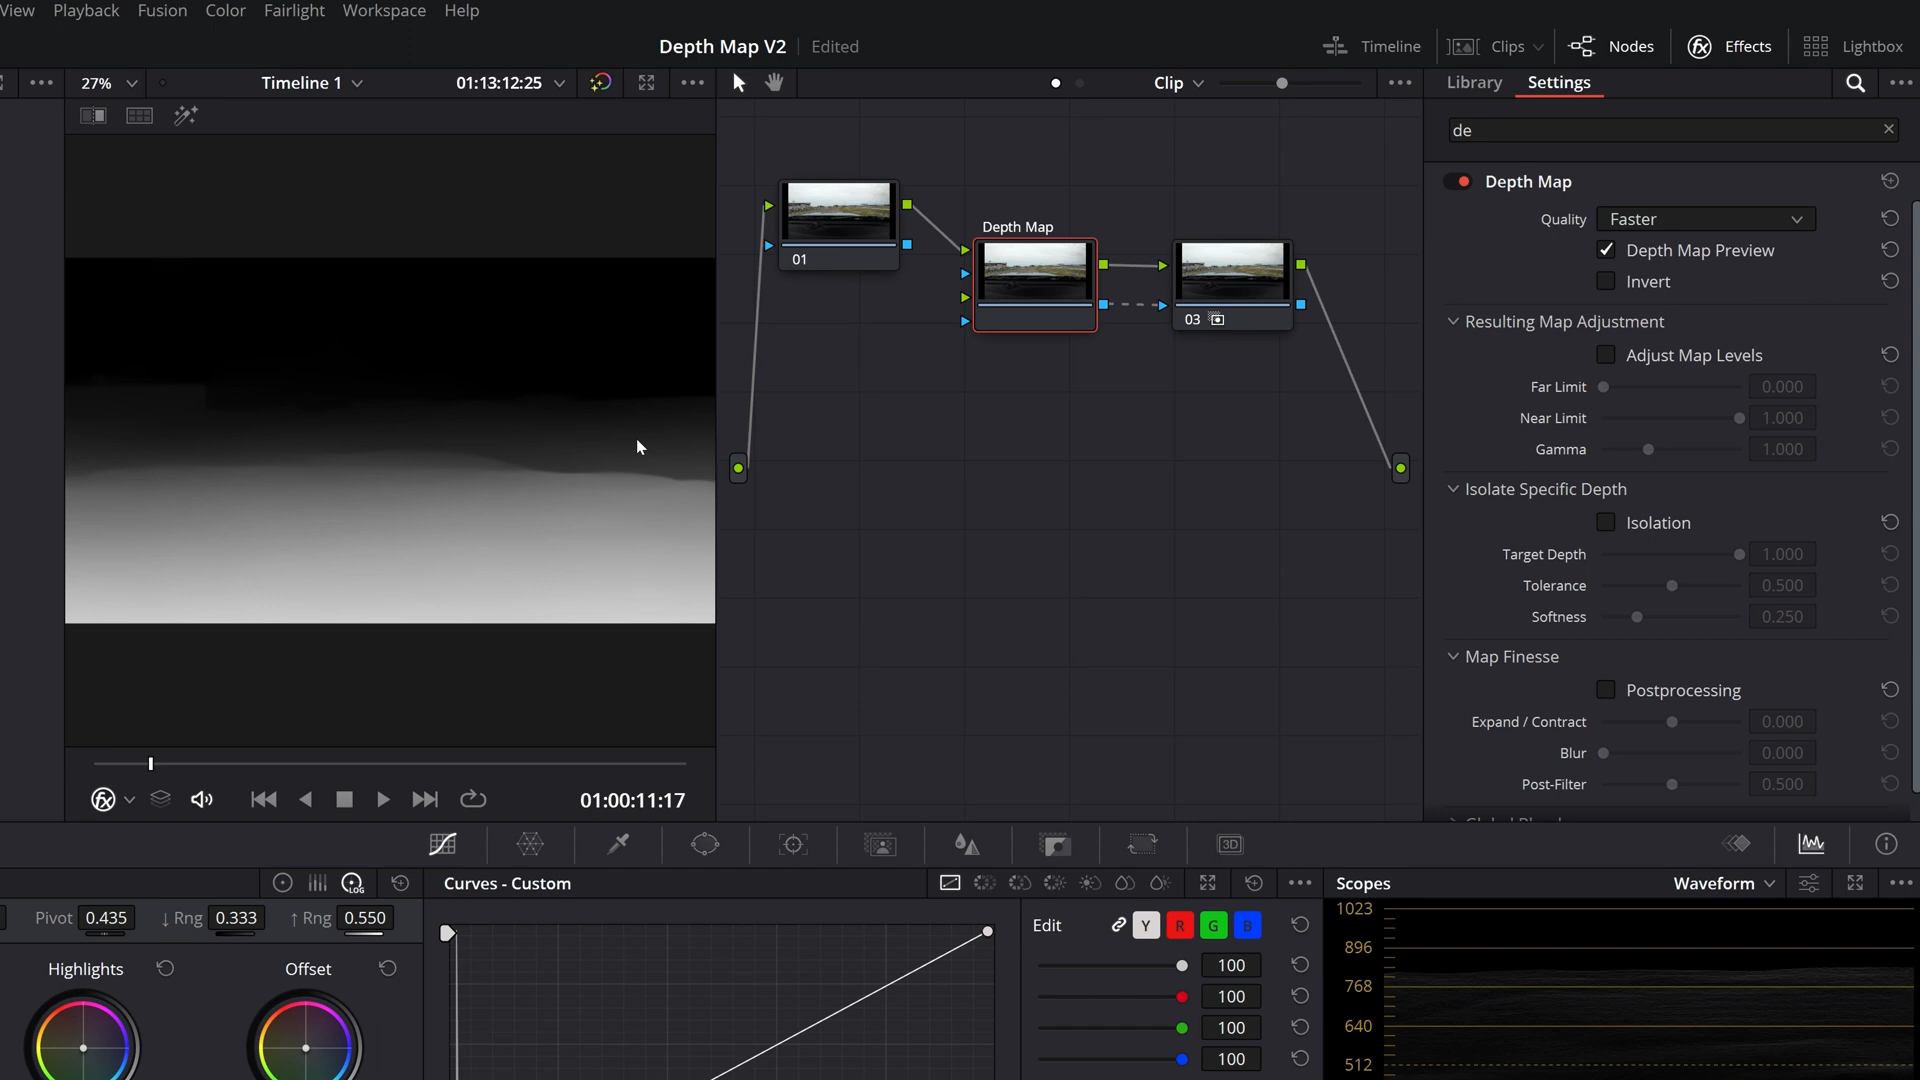 View Playback Fusion Color Fairlight Workspace Help
Depth Map V2 Edited
Timeline Clips Nodes Effects Lightbox
27% Timeline 1 01:13:12:25 Clip
Library Settings
de
Depth Map
Quality Faster
Depth Map Preview
Invert
Resulting Map Adjustment
Adjust Map Levels
Far Limit 0.000
Near Limit 1.000
Gamma 1.000
Isolate Specific Depth
Isolation
Target Depth 1.000
Tolerance 0.500
Softness 0.250
Map Finesse
Postprocessing
Expand / Contract 0.000
Blur 0.000
Post-Filter 0.500
01
Depth Map
03
01:00:11:17
3D
LOG
Curves - Custom
Pivot 0.435 ↓ Rng 0.333 ↑ Rng 0.550
Highlights Offset
Edit Y R G B
100
100
100
100
Scopes Waveform
1023
896
768
640
512